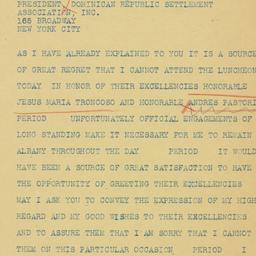 PRESIDENT, DOMINICAN REPUBLIC SETTLEMENT
ASSOCIATION, INC.
165 BROADWAY
NEW YORK CITY
AS I HAVE ALREADY EXPLAINED TO YOU IT IS A SOURCE
OF GREAT REGRET THAT I CANNOT ATTEND THE LUNCHEON
TODAY IN HONOR OF THEIR EXCELLENCIES HONORABLE
JESUS MARIA TRONCOSO AND HONORABLE ANDRES PASTORI
PERIOD UNFORTUNATELY OFFICIAL ENGAGEMENTS OF
LONG STANDING MAKE IT NECESSARY FOR ME TO REMAIN
ALBANY THROUGHOUT THE DAY PERIOD IT WOULD
HAVE BEEN A SOURCE OF GREAT SATISFACTION TO HAVE
THE OPPORTUNITY OF GREETING THEIR EXCELLENCIES
MAY I ASK YOU TO CONVEY THE EXPRESSION OF MY HIGH
REGARD AND MY GOOD WISHES TO THEIR EXCELLENCIES
AND TO ASSURE THEM THAT I AM SORRY THAT I CANNOT
THEM ON THIS PARTICULAR OCCASION PERIOD I